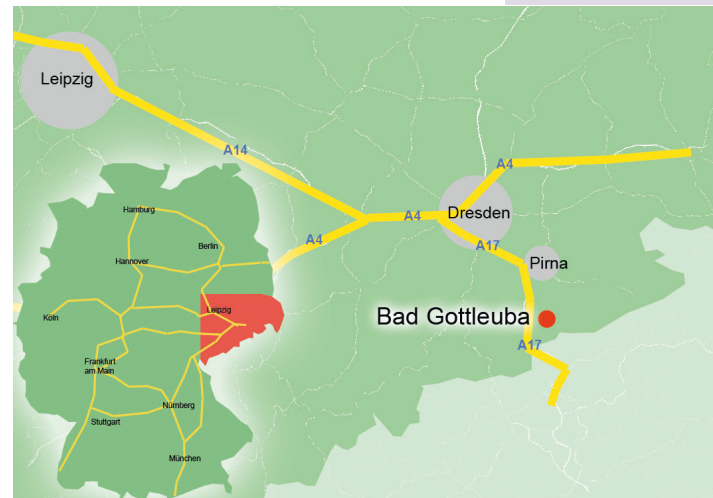 Leipzig
A14
A4
A4
A4
Dresden
A17
Pirna
Bad Gottleuba
A17
Hamburg
Berlin
Hannover
Leipzig
Köln
Frankfurt
am Main
Nürnberg
Stuttgart
München